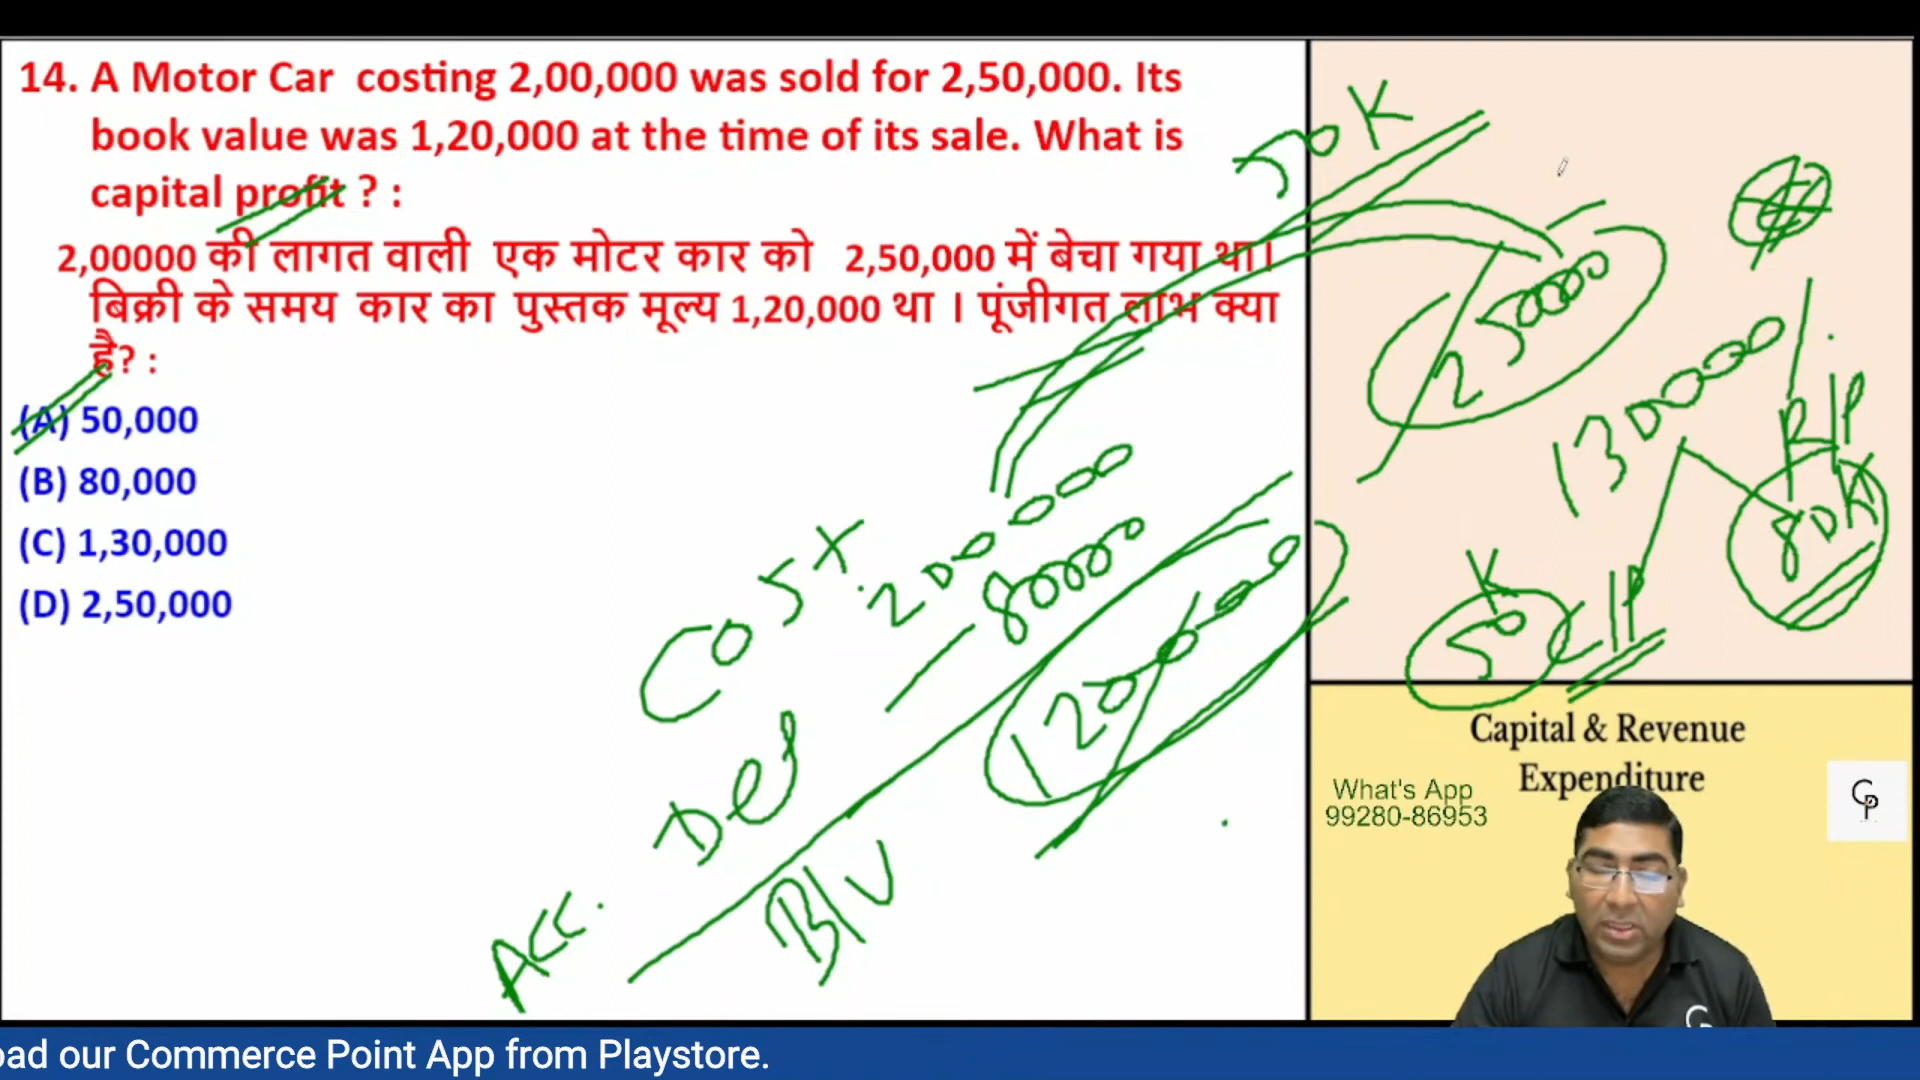 14. A Motor Car costing 2,00,000 was sold for 2,50,000. Its
book value was 1,20,000 at the time of its sale. What is
capital profit ? :
2,00000 की लागत वाली एक मोटर कार को 2,50,000 में बेचा गया था।
बिक्री के समय कार का पुस्तक मूल्य 1,20,000 था । पूंजीगत लाभ क्या
है? :
(A) 50,000
(B) 80,000
(C) 1,30,000
(D) 2,50,000
Cost 200000
Acc. Dep 80000
B/V 120000
50K
250000
130000
R/P
80K
50K
C/P
Capital & Revenue
Expenditure
What's App
99280-86953
CP
oad our Commerce Point App from Playstore.